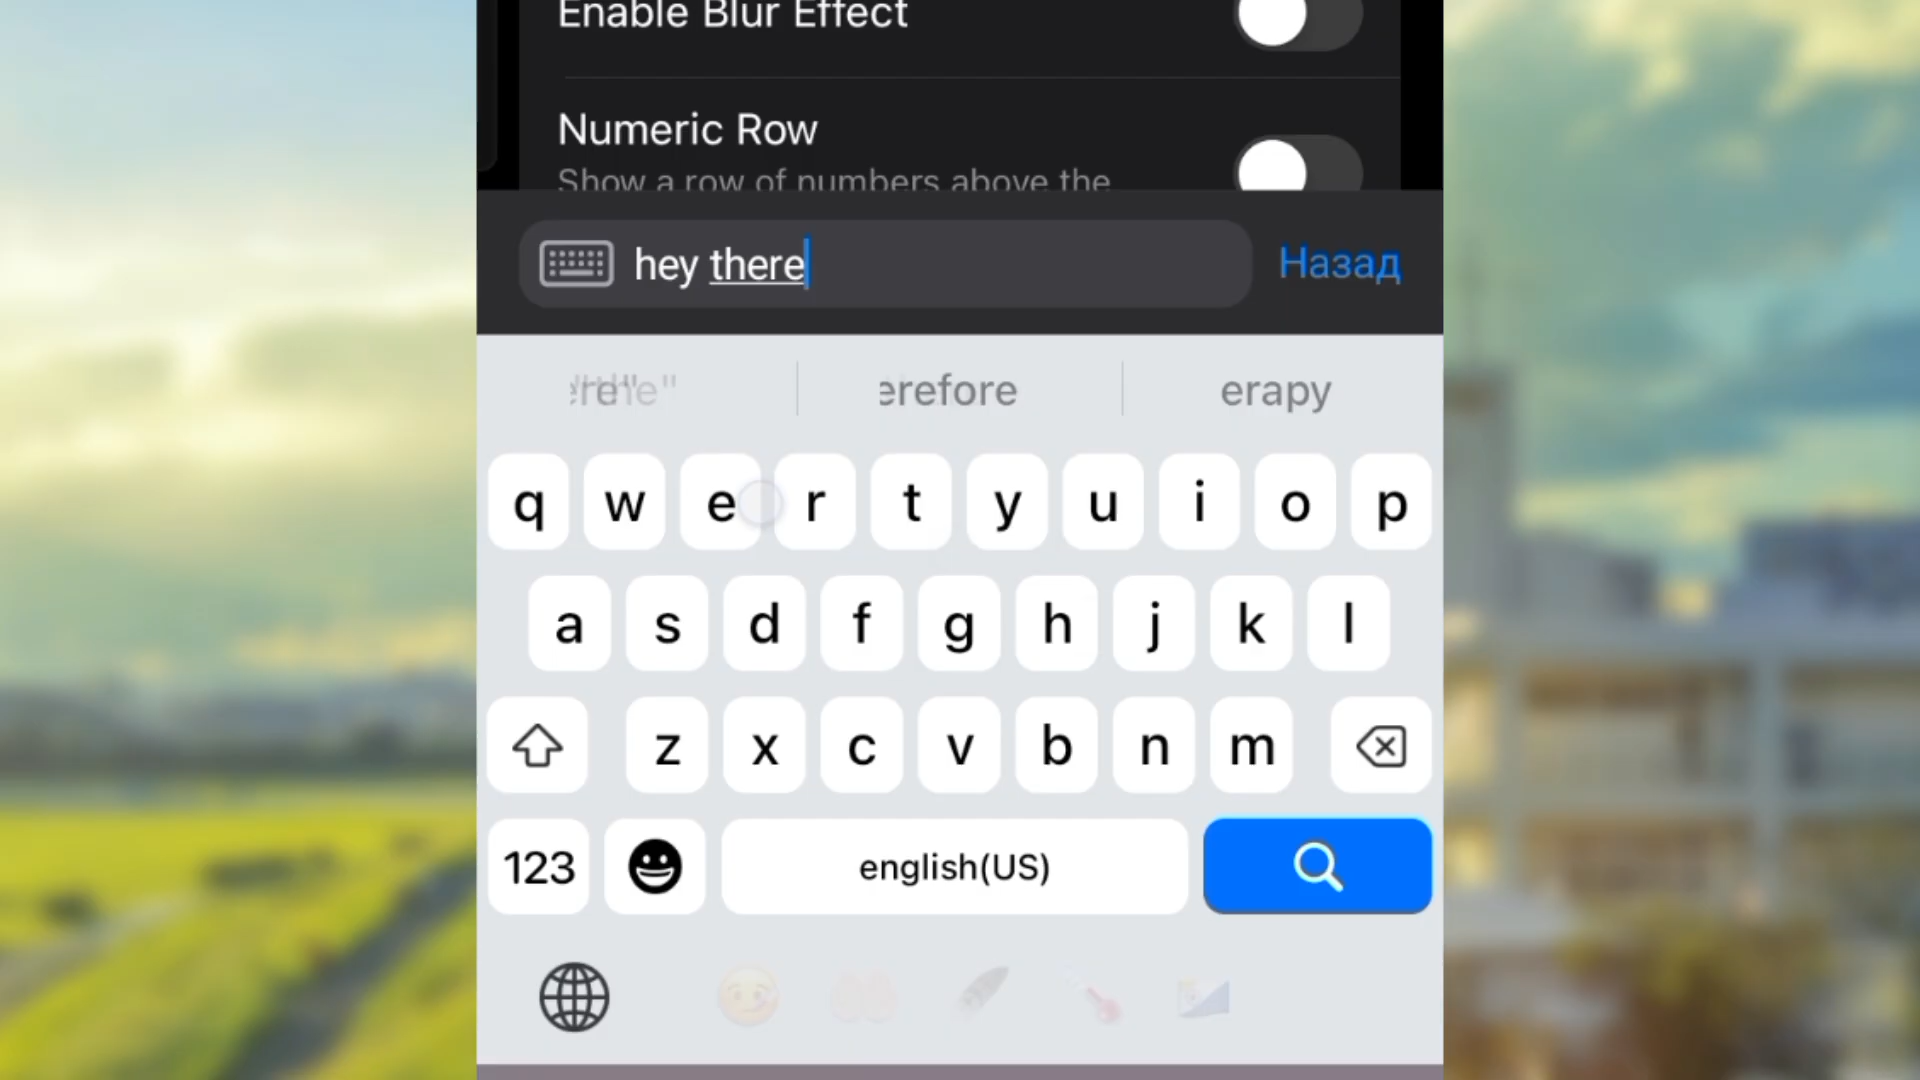 Enable Blur Effect
Numeric Row
Show a row of numbers above the
hey there
Назад
erefore
erapy
q w e r t y u i o p
a s d f g h j k l
z x c v b n m
123
english(US)